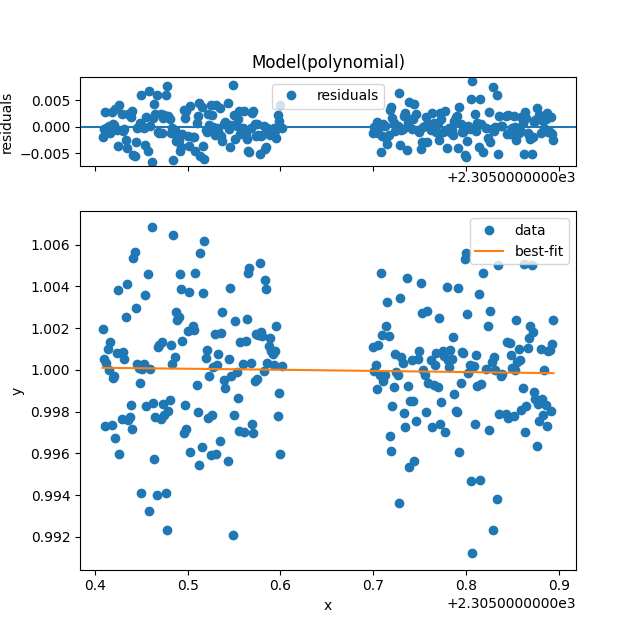 Model(polynomial)
residuals
0.005
0.000
−0.005
residuals
+2.3050000000e3
y
1.006
1.004
1.002
1.000
0.998
0.996
0.994
0.992
data
best-fit
0.4 0.5 0.6 0.7 0.8 0.9
x
+2.3050000000e3